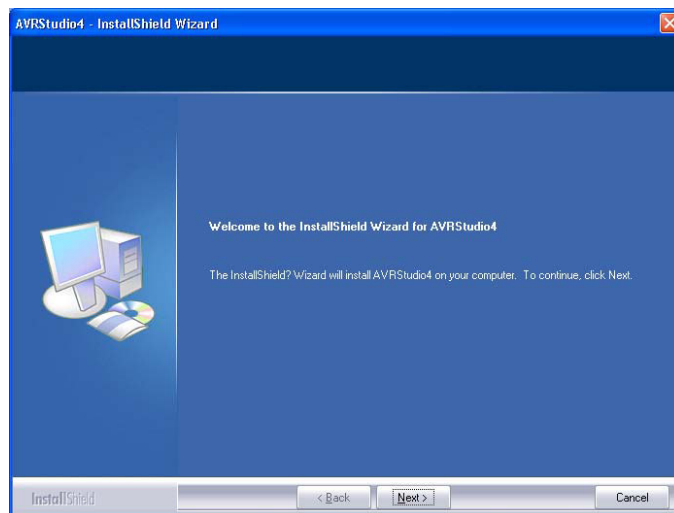 AVRStudio4 - InstallShield Wizard
Welcome to the InstallShield Wizard for AVRStudio4
The InstallShield? Wizard will install AVRStudio4 on your computer. To continue, click Next.
InstallShield
< Back Next > Cancel